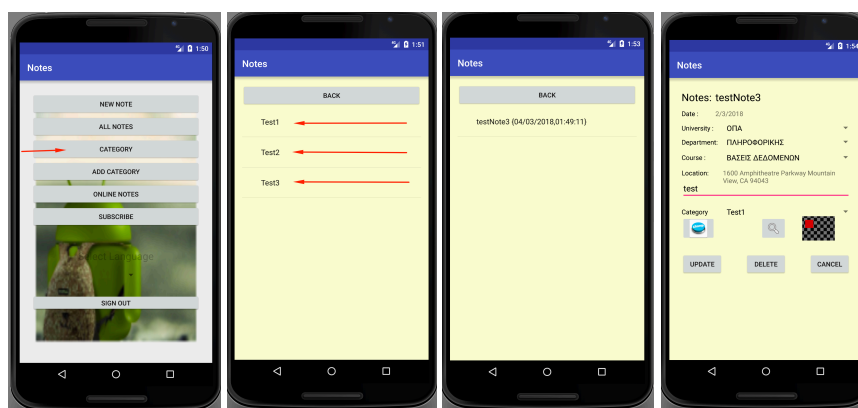 1:50
Notes
NEW NOTE
ALL NOTES
CATEGORY
ADD CATEGORY
ONLINE NOTES
SUBSCRIBE
Select Language
SIGN OUT
1:51
Notes
BACK
Test1
Test2
Test3
1:53
Notes
BACK
testNote3 (04/03/2018,01:49:11)
1:54
Notes
Notes: testNote3
Date : 2/3/2018
University : ΟΠΑ
Department: ΠΛΗΡΟΦΟΡΙΚΗΣ
Course : ΒΑΣΕΙΣ ΔΕΔΟΜΕΝΩΝ
Location: 1600 Amphitheatre Parkway Mountain
View, CA 94043
test
Category Test1
UPDATE DELETE CANCEL